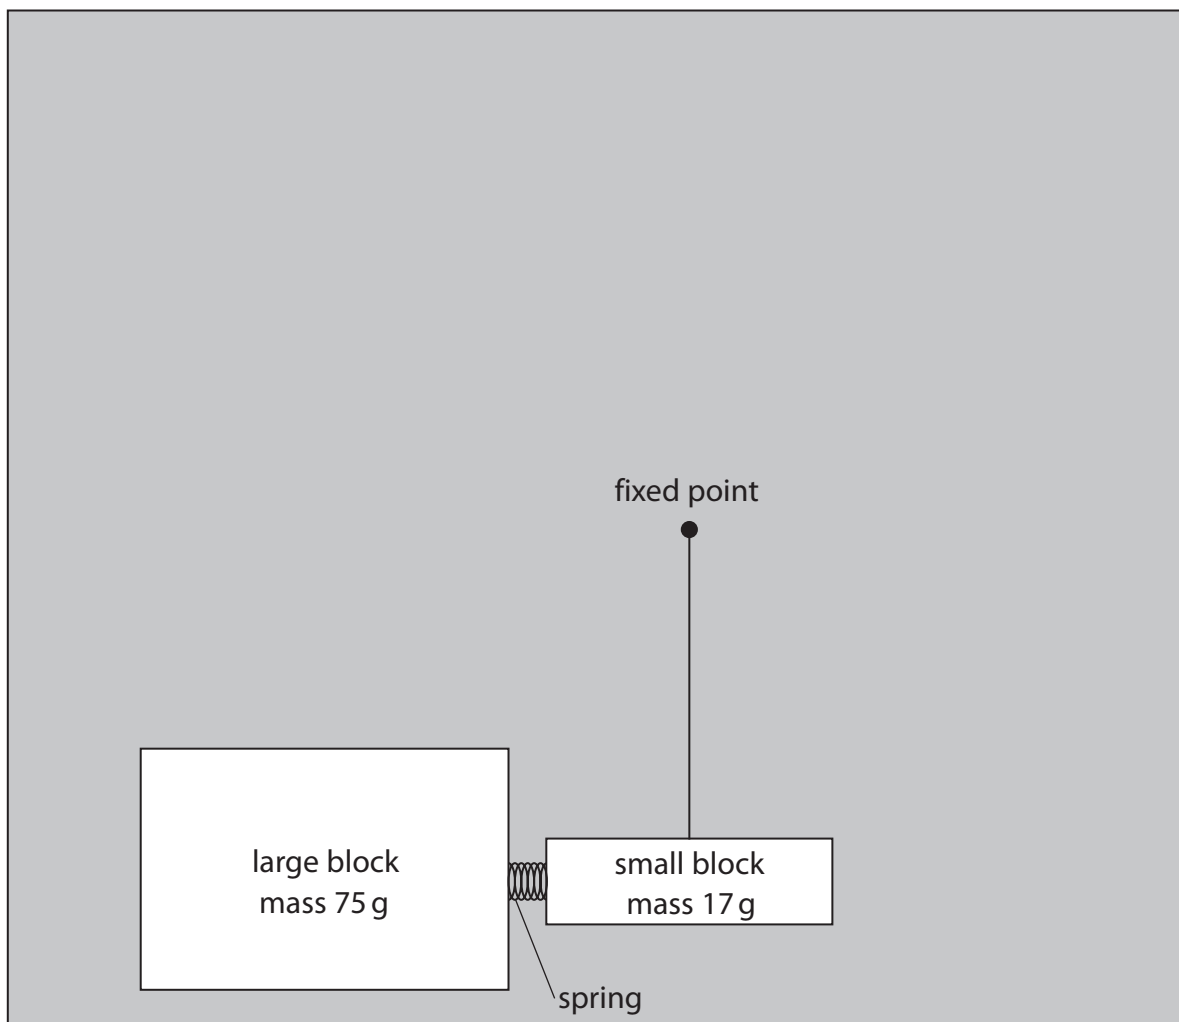 fixed point
large block
mass 75 g
small block
mass 17 g
spring